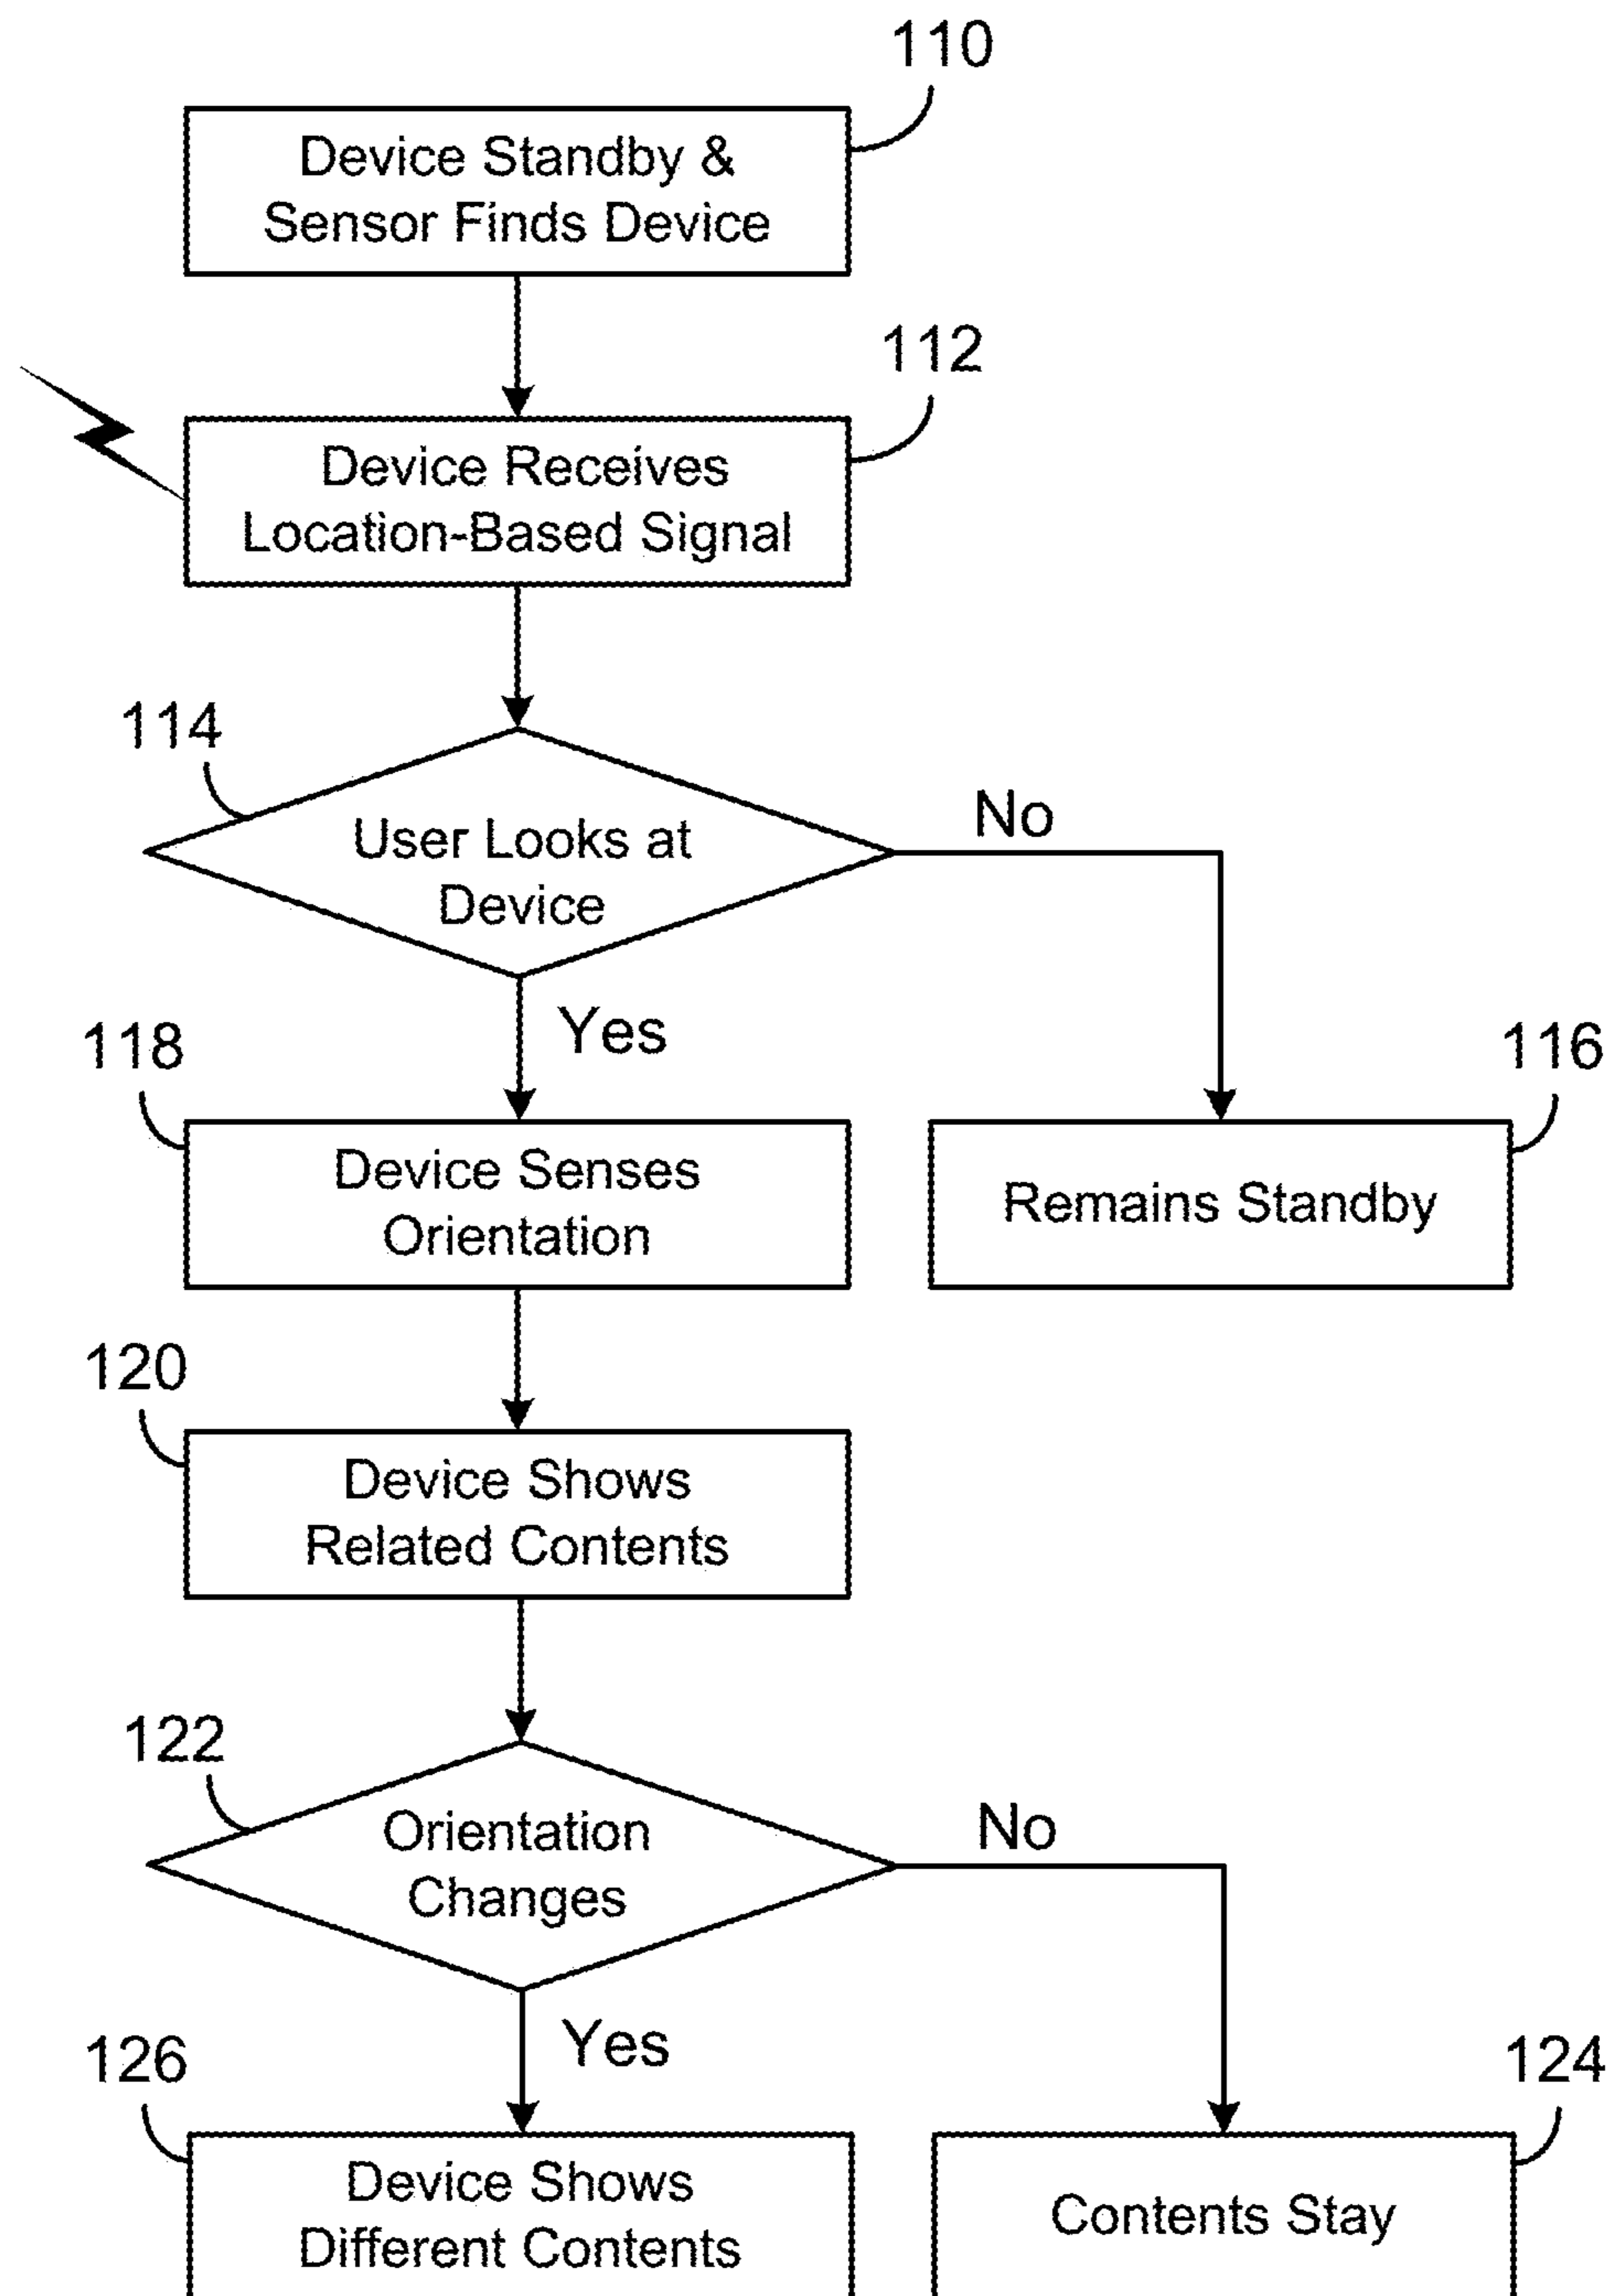 110
Device Standby &
Sensor Finds Device
112
Device Receives
Location-Based Signal
114
User Looks at
Device
No
Yes
118
Device Senses
Orientation
116
Remains Standby
120
Device Shows
Related Contents
122
Orientation
Changes
No
Yes
126
Device Shows
Different Contents
124
Contents Stay